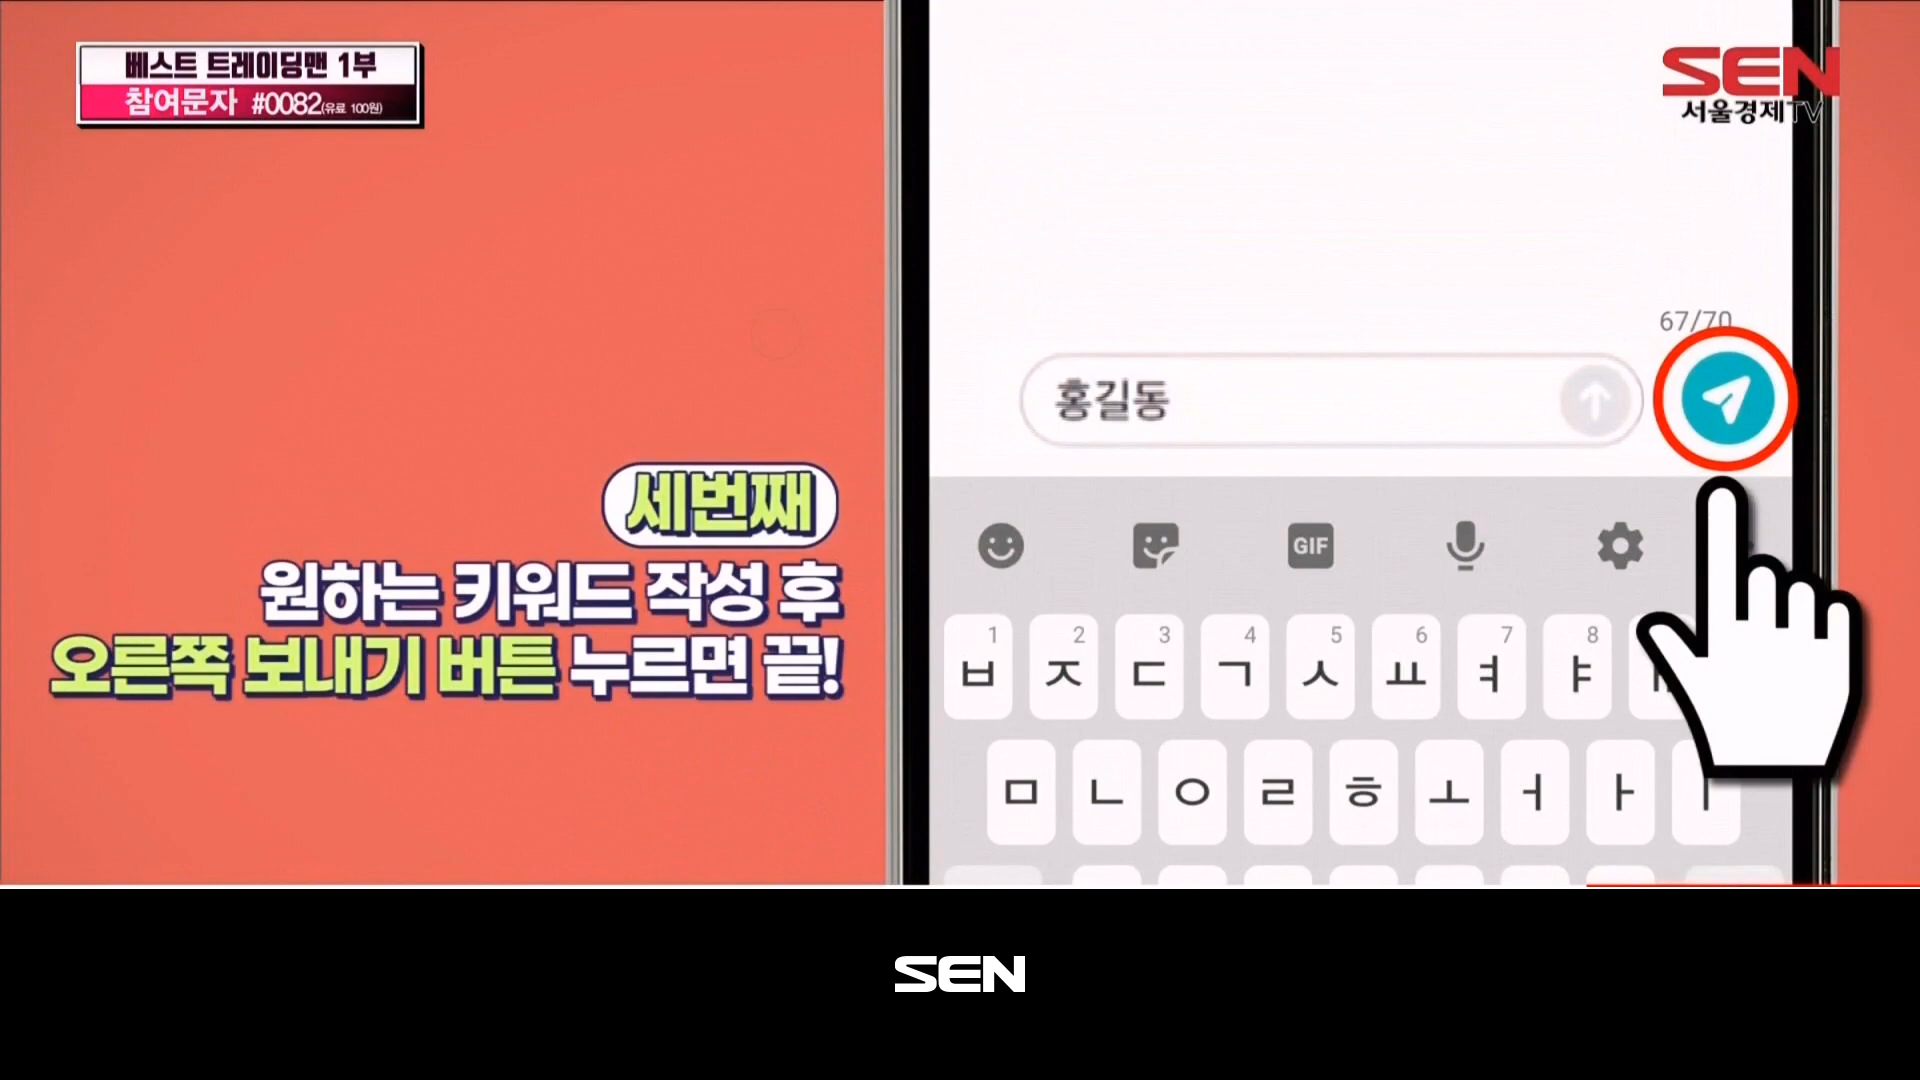 베스트 트레이딩맨 1부
참여문자 #0082(유료 100원)
SEN
서울경제TV
67/70
홍길동
세번째
원하는 키워드 작성 후
오른쪽 보내기 버튼 누르면 끝!
GIF
1 2 3 4 5 6 7 8
ㅂ ㅈ ㄷ ㄱ ㅅ ㅛ ㅕ ㅑ
ㅁ ㄴ ㅇ ㄹ ㅎ ㅗ ㅓ ㅏ ㅣ
SEN